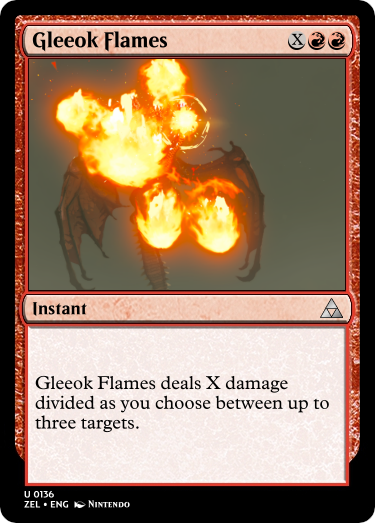 Gleeok Flames X
Instant
Gleeok Flames deals X damage
divided as you choose between up to
three targets.
U 0136
ZEL • ENG Nintendo